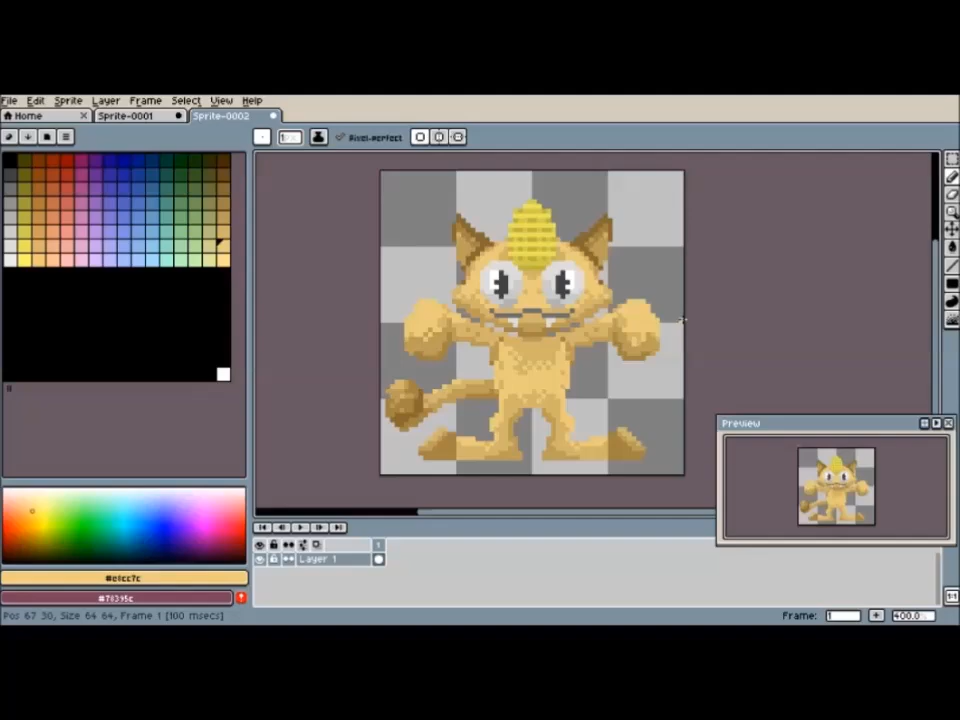 File Edit Sprite Layer Frame Select View Help
Home Sprite-0001 Sprite-0002
Pixel-perfect
Preview
1
Layer 1
Pos 67 30, Size 64 64, Frame 1 [100 msecs]
Frame: 1 400.0